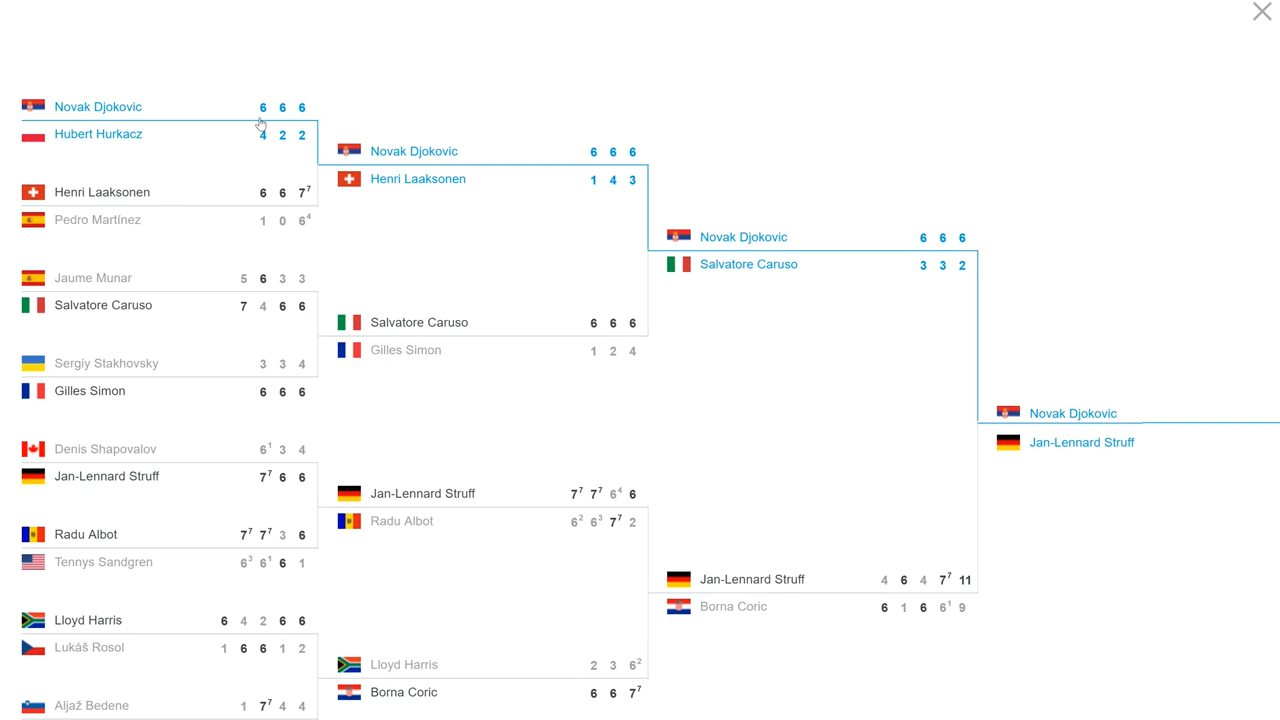 Novak Djokovic 6 6 6
Hubert Hurkacz 4 2 2
Henri Laaksonen 6 6 7⁷
Pedro Martínez 1 0 6⁴
Jaume Munar 5 6 3 3
Salvatore Caruso 7 4 6 6
Sergiy Stakhovsky 3 3 4
Gilles Simon 6 6 6
Denis Shapovalov 6¹ 3 4
Jan-Lennard Struff 7⁷ 6 6
Radu Albot 7⁷ 7⁷ 3 6
Tennys Sandgren 6³ 6¹ 6 1
Lloyd Harris 6 4 2 6 6
Lukáš Rosol 1 6 6 1 2
Aljaž Bedene 1 7⁷ 4 4
Novak Djokovic 6 6 6
Henri Laaksonen 1 4 3
Salvatore Caruso 6 6 6
Gilles Simon 1 2 4
Jan-Lennard Struff 7⁷ 7⁷ 6⁴ 6
Radu Albot 6² 6³ 7⁷ 2
Lloyd Harris 2 3 6²
Borna Coric 6 6 7⁷
Novak Djokovic 6 6 6
Salvatore Caruso 3 3 2
Jan-Lennard Struff 4 6 4 7⁷ 11
Borna Coric 6 1 6 6¹ 9
Novak Djokovic
Jan-Lennard Struff